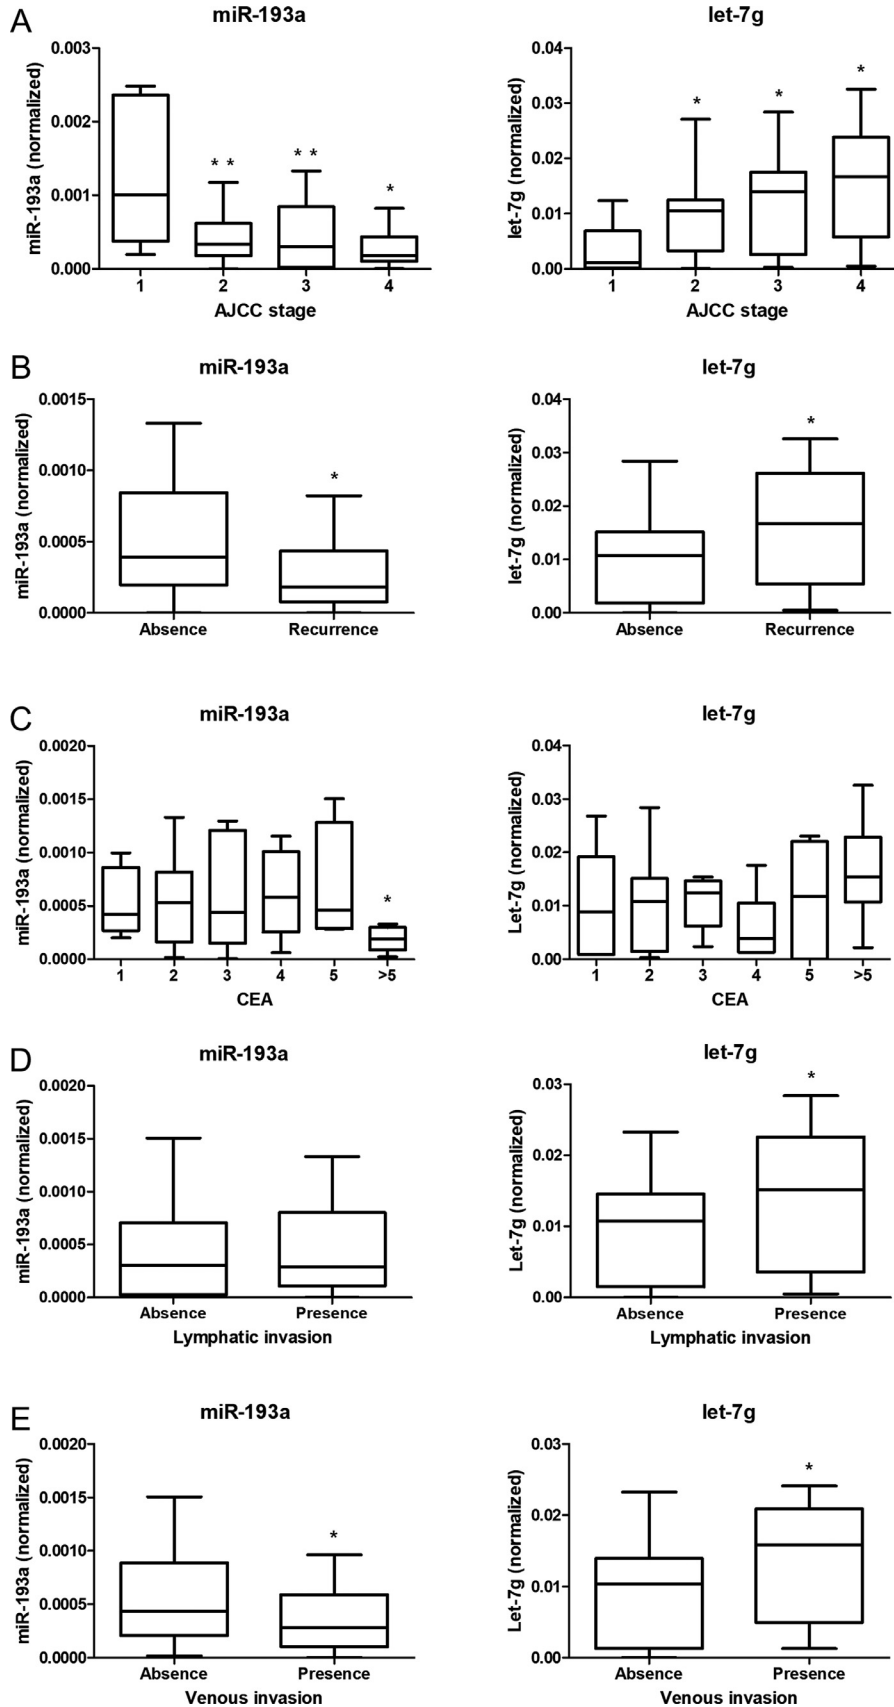 A
miR-193a
let-7g
miR-193a (normalized)
0.003
0.002
0.001
0.000
* *
* *
*
1 2 3 4
AJCC stage
let-7g (normalized)
0.04
0.03
0.02
0.01
0.00
*
*
*
1 2 3 4
AJCC stage
B
miR-193a
let-7g
miR-193a (normalized)
0.0015
0.0010
0.0005
0.0000
*
Absence Recurrence
let-7g (normalized)
0.04
0.03
0.02
0.01
0.00
*
Absence Recurrence
C
miR-193a
let-7g
miR-193a (normalized)
0.0020
0.0015
0.0010
0.0005
0.0000
*
1 2 3 4 5 >5
CEA
Let-7g (normalized)
0.04
0.03
0.02
0.01
0.00
1 2 3 4 5 >5
CEA
D
miR-193a
let-7g
miR-193a (normalized)
0.0020
0.0015
0.0010
0.0005
0.0000
Absence Presence
Lymphatic invasion
Let-7g (normalized)
0.03
0.02
0.01
0.00
*
Absence Presence
Lymphatic invasion
E
miR-193a
let-7g
miR-193a (normalized)
0.0020
0.0015
0.0010
0.0005
0.0000
*
Absence Presence
Venous invasion
Let-7g (normalized)
0.03
0.02
0.01
0.00
*
Absence Presence
Venous invasion